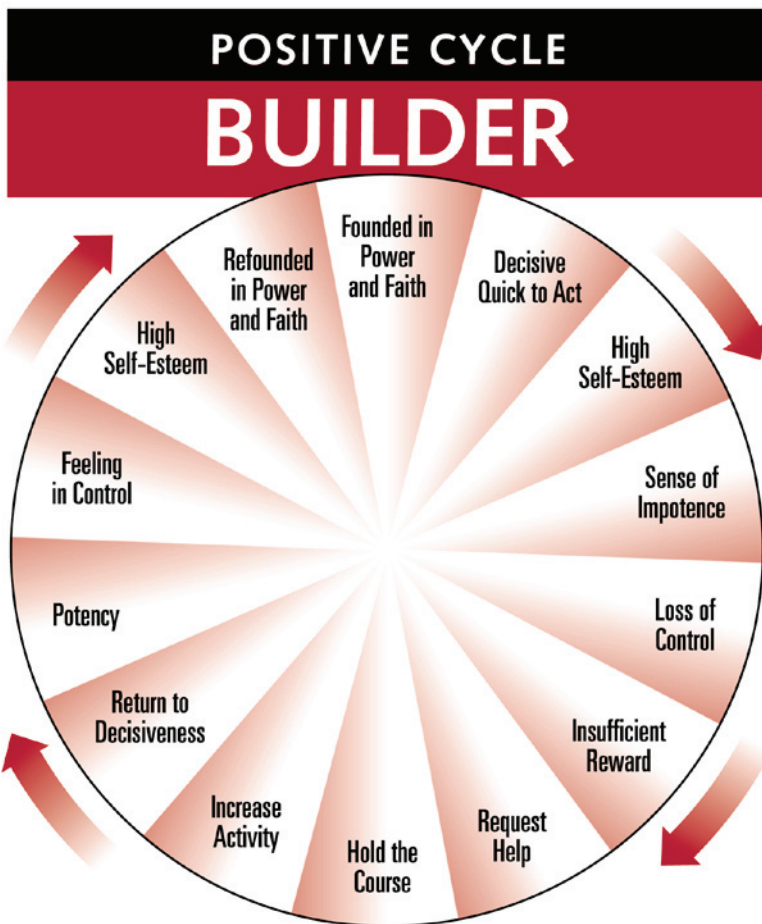 POSITIVE CYCLE
BUILDER
Founded in
Power
and Faith
Decisive
Quick to Act
High
Self-Esteem
Sense of
Impotence
Loss of
Control
Insufficient
Reward
Request
Help
Hold the
Course
Increase
Activity
Return to
Decisiveness
Potency
Feeling
in Control
High
Self-Esteem
Refounded
in Power
and Faith